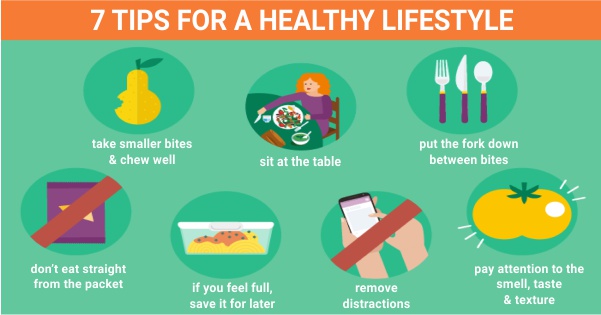 7 TIPS FOR A HEALTHY LIFESTYLE
take smaller bites
& chew well
sit at the table
put the fork down
between bites
don't eat straight
from the packet
if you feel full,
save it for later
remove
distractions
pay attention to the
smell, taste
& texture